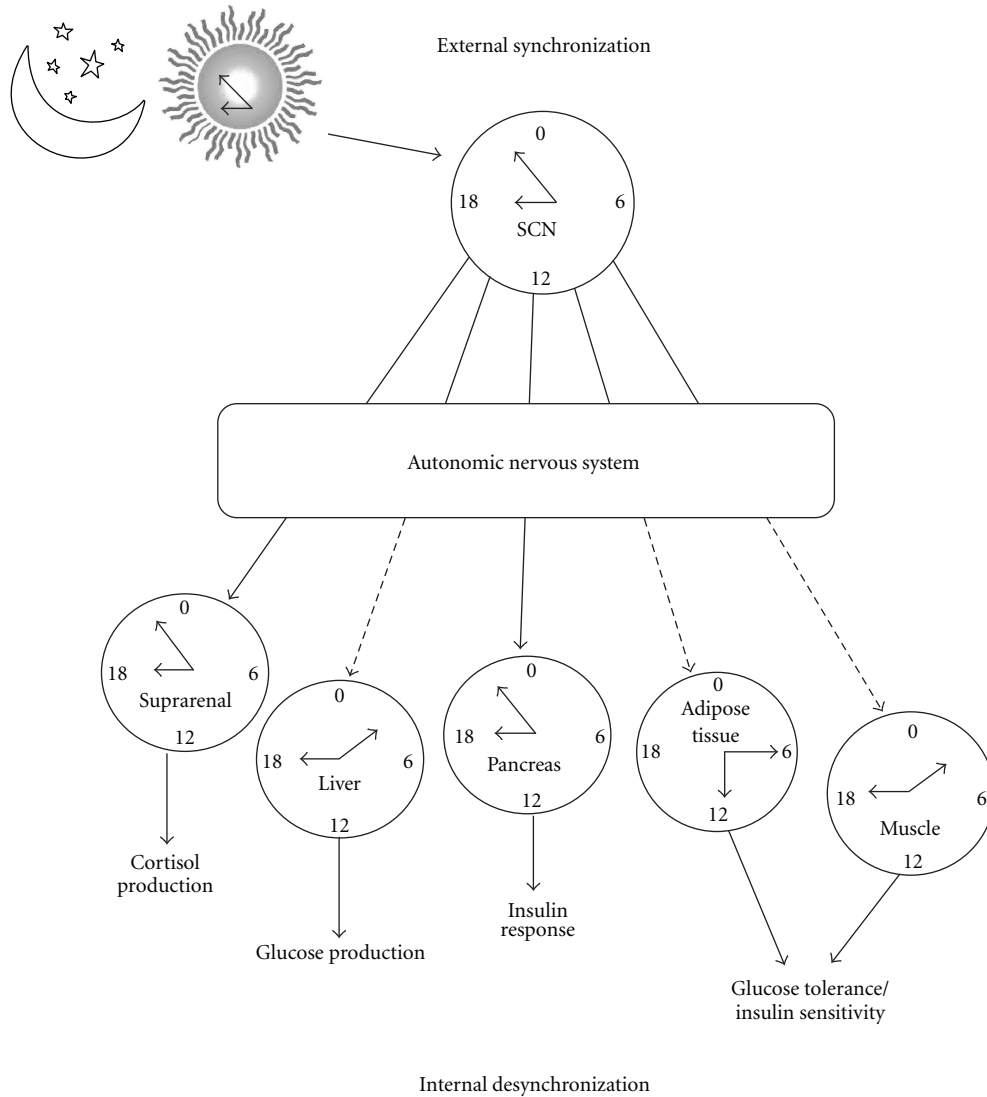 External synchronization
0
18
6
SCN
12
Autonomic nervous system
0
18
6
Suprarenal
12
Cortisol
production
0
18
6
Liver
12
Glucose production
0
18
6
Pancreas
12
Insulin
response
0
Adipose
tissue
18
6
12
0
18
6
Muscle
12
Glucose tolerance/
insulin sensitivity
Internal desynchronization